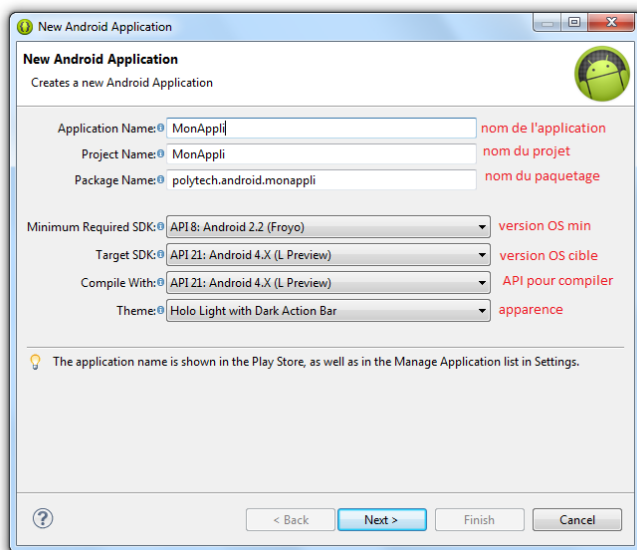 New Android Application
New Android Application
Creates a new Android Application
Application Name: MonAppli nom de l'application
Project Name: MonAppli nom du projet
Package Name: polytech.android.monappli nom du paquetage
Minimum Required SDK: API 8: Android 2.2 (Froyo) version OS min
Target SDK: API 21: Android 4.X (L Preview) version OS cible
Compile With: API 21: Android 4.X (L Preview) API pour compiler
Theme: Holo Light with Dark Action Bar apparence
The application name is shown in the Play Store, as well as in the Manage Application list in Settings.
? < Back Next > Finish Cancel